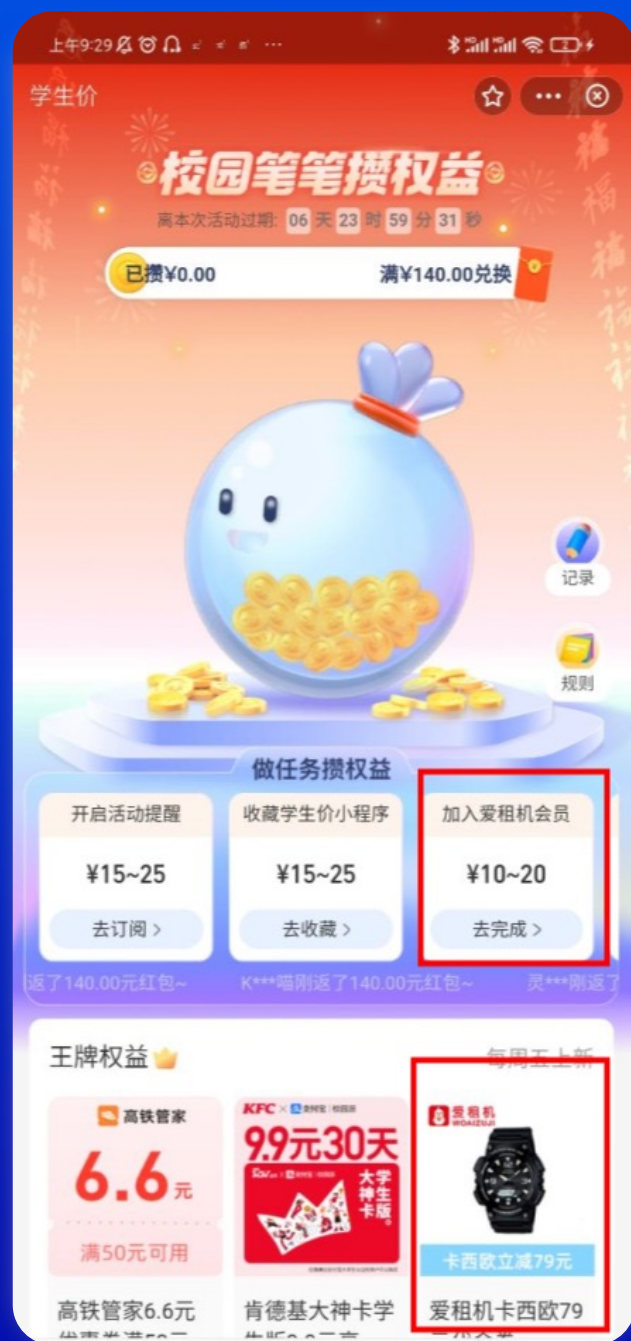 上午9:29
学生价
校园笔笔攒权益
离本次活动过期: 06 天 23 时 59 分 31 秒
已攒¥0.00 满¥140.00兑换
记录
规则
做任务攒权益
开启活动提醒 收藏学生价小程序 加入爱租机会员
¥15~25 ¥15~25 ¥10~20
去订阅 > 去收藏 > 去完成 >
返了140.00元红包~ K***喵刚返了140.00元红包~ 灵***刚返了
王牌权益 每周五上新
高铁管家 KFC × 支付宝 | 校园派 爱租机
WOAIZUJI
6.6元 9.9元30天
学生版。大神卡
满50元可用 卡西欧立减79元
高铁管家6.6元 肯德基大神卡学 爱租机卡西欧79